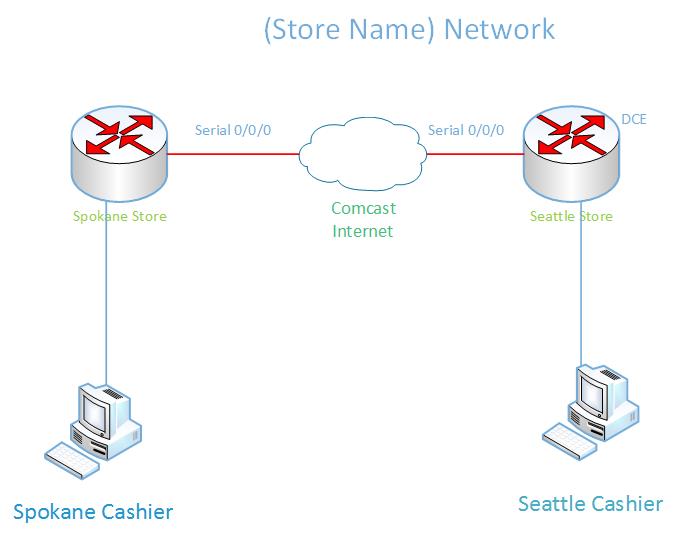 (Store Name) Network
Serial 0/0/0
Serial 0/0/0
DCE
Spokane Store
Comcast
Internet
Seattle Store
Spokane Cashier
Seattle Cashier